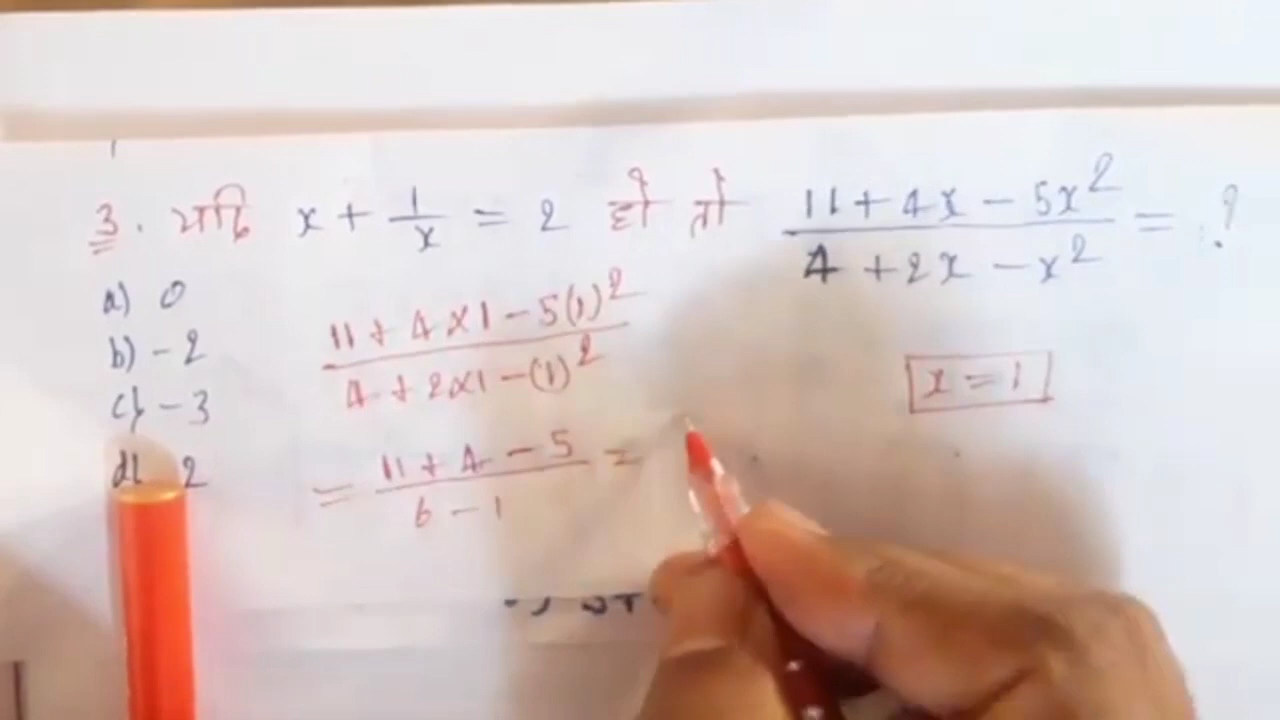 3. यदि x + 1/x = 2 हो तो (11 + 4x - 5x²)/(4 + 2x - x²) = ?
a) 0
b) -2
c) -3
d) 2
(11 + 4×1 - 5(1)²)/(4 + 2×1 - (1)²)
x = 1
= (11 + 4 - 5)/(6 - 1) =